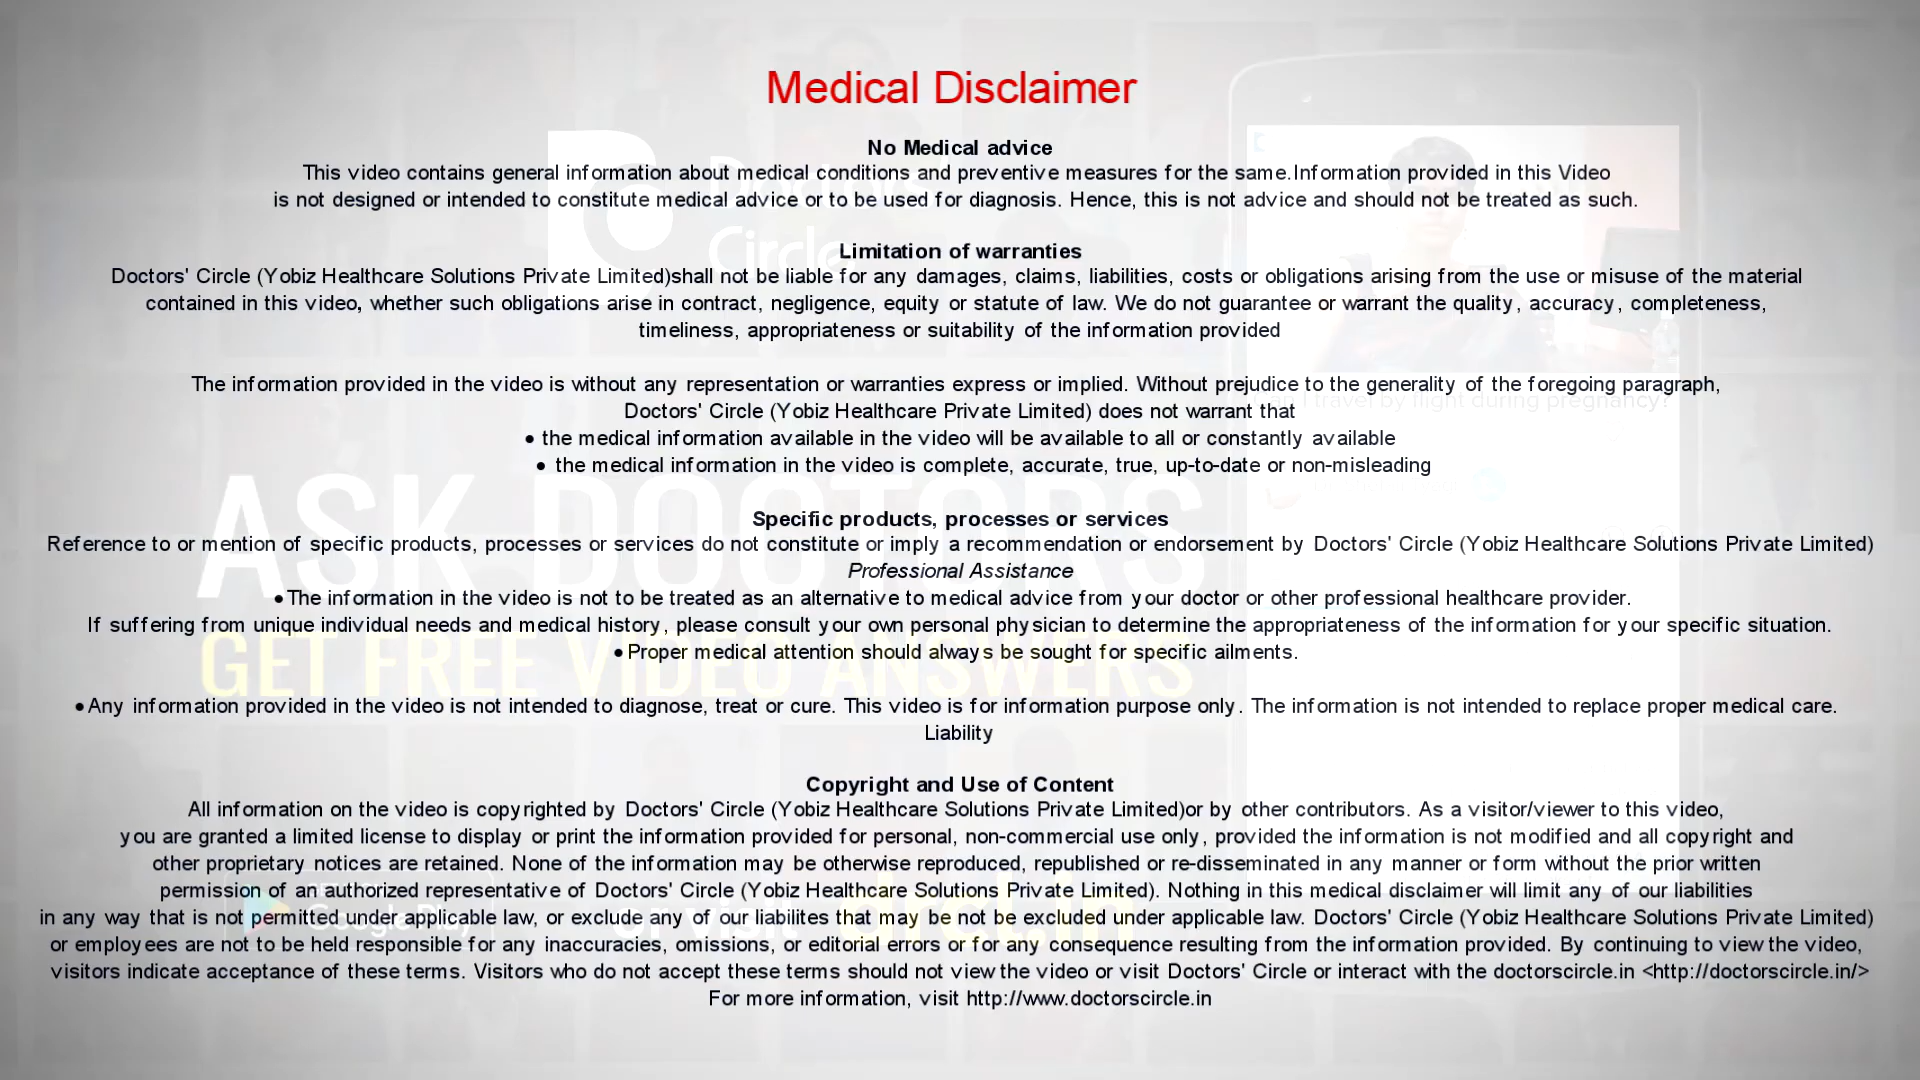 Medical Disclaimer
No Medical advice
This video contains general information about medical conditions and preventive measures for the same.Information provided in this Video
is not designed or intended to constitute medical advice or to be used for diagnosis. Hence, this is not advice and should not be treated as such.
Doctors'
Circle
Limitation of warranties
Doctors' Circle (Yobiz Healthcare Solutions Private Limited)shall not be liable for any damages, claims, liabilities, costs or obligations arising from the use or misuse of the material
contained in this video, whether such obligations arise in contract, negligence, equity or statute of law. We do not guarantee or warrant the quality, accuracy, completeness,
timeliness, appropriateness or suitability of the information provided
The information provided in the video is without any representation or warranties express or implied. Without prejudice to the generality of the foregoing paragraph,
Can I travel by flight during pregnancy?
Doctors' Circle (Yobiz Healthcare Private Limited) does not warrant that
• the medical information available in the video will be available to all or constantly available
• the medical information in the video is complete, accurate, true, up-to-date or non-misleading
ASK DOCTORS
Specific products, processes or services
Reference to or mention of specific products, processes or services do not constitute or imply a recommendation or endorsement by Doctors' Circle (Yobiz Healthcare Solutions Private Limited)
Professional Assistance
•The information in the video is not to be treated as an alternative to medical advice from your doctor or other professional healthcare provider.
If suffering from unique individual needs and medical history, please consult your own personal physician to determine the appropriateness of the information for your specific situation.
GET FREE VIDEO ANSWERS
•Proper medical attention should always be sought for specific ailments.
•Any information provided in the video is not intended to diagnose, treat or cure. This video is for information purpose only. The information is not intended to replace proper medical care.
Liability
Copyright and Use of Content
All information on the video is copyrighted by Doctors' Circle (Yobiz Healthcare Solutions Private Limited)or by other contributors. As a visitor/viewer to this video,
you are granted a limited license to display or print the information provided for personal, non-commercial use only, provided the information is not modified and all copyright and
other proprietary notices are retained. None of the information may be otherwise reproduced, republished or re-disseminated in any manner or form without the prior written
permission of an authorized representative of Doctors' Circle (Yobiz Healthcare Solutions Private Limited). Nothing in this medical disclaimer will limit any of our liabilities
in any way that is not permitted under applicable law, or exclude any of our liabilites that may be not be excluded under applicable law. Doctors' Circle (Yobiz Healthcare Solutions Private Limited)
Google Play or visit drcl.in
or employees are not to be held responsible for any inaccuracies, omissions, or editorial errors or for any consequence resulting from the information provided. By continuing to view the video,
visitors indicate acceptance of these terms. Visitors who do not accept these terms should not view the video or visit Doctors' Circle or interact with the doctorscircle.in <http://doctorscircle.in/>
For more information, visit http://www.doctorscircle.in